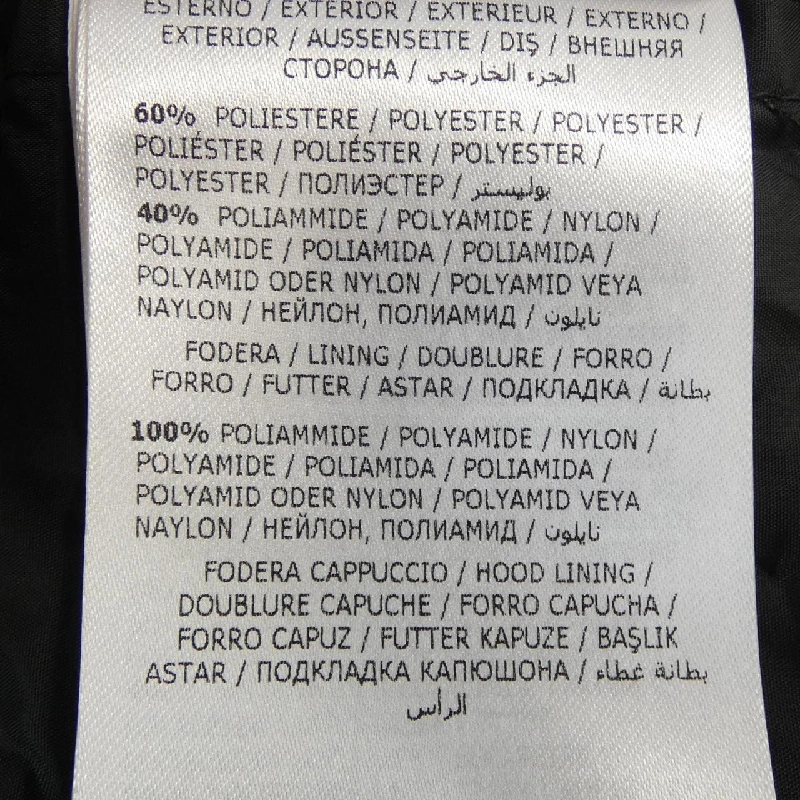 ESTERNO / EXTERIOR / EXTERIEUR / EXTERNO /
EXTERIOR / AUSSENSEITE / DIŞ / ВНЕШНЯЯ
СТОРОНА / الجزء الخارجي
60% POLIESTERE / POLYESTER / POLYESTER /
POLIÉSTER / POLIÉSTER / POLYESTER /
POLYESTER / ПОЛИЭСТЕР / بوليستر
40% POLIAMMIDE / POLYAMIDE / NYLON /
POLYAMIDE / POLIAMIDA / POLIAMIDA /
POLYAMID ODER NYLON / POLYAMID VEYA
NAYLON / НЕЙЛОН, ПОЛИАМИД / نايلون
FODERA / LINING / DOUBLURE / FORRO /
FORRO / FUTTER / ASTAR / ПОДКЛАДКА / بطانة
100% POLIAMMIDE / POLYAMIDE / NYLON /
POLYAMIDE / POLIAMIDA / POLIAMIDA /
POLYAMID ODER NYLON / POLYAMID VEYA
NAYLON / НЕЙЛОН, ПОЛИАМИД / نايلون
FODERA CAPPUCCIO / HOOD LINING /
DOUBLURE CAPUCHE / FORRO CAPUCHA /
FORRO CAPUZ / FUTTER KAPUZE / BAŞLIK
ASTAR / ПОДКЛАДКА КАПЮШОНА / بطانة غطاء
الرأس